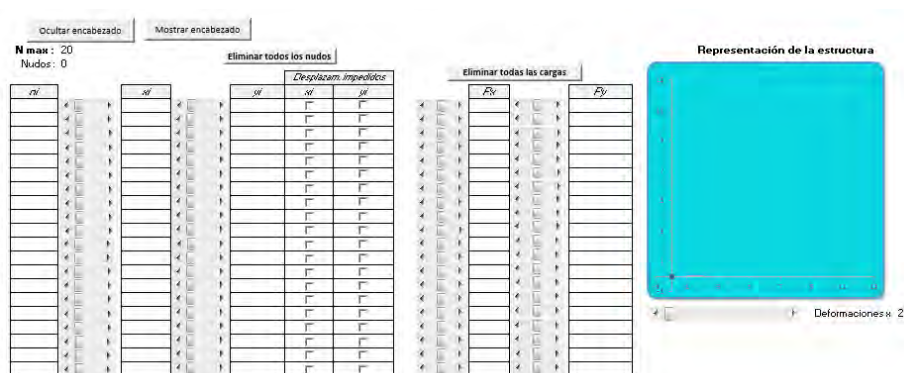 Ocultar encabezado
Mostrar encabezado
N max: 20
Nudos: 0
Eliminar todos los nudos
Desplazam. impedidos
ni xi yi xi yi
Eliminar todas las cargas
Fx Fy
Representación de la estructura
Deformaciones x 2